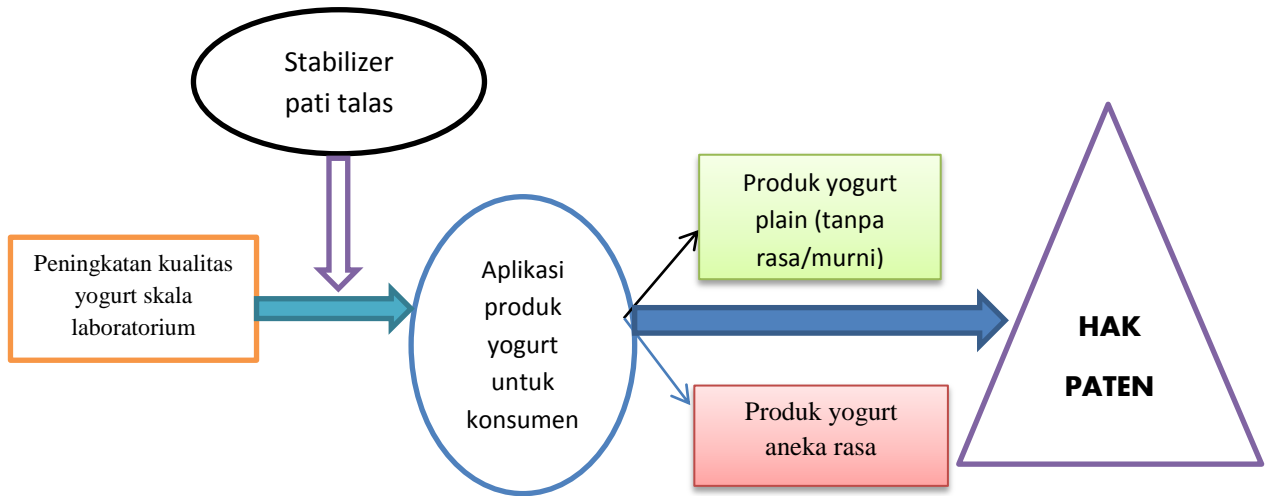 Stabilizer
pati talas
Peningkatan kualitas
yogurt skala
laboratorium
Aplikasi
produk
yogurt
untuk
konsumen
Produk yogurt
plain (tanpa
rasa/murni)
Produk yogurt
aneka rasa
HAK
PATEN